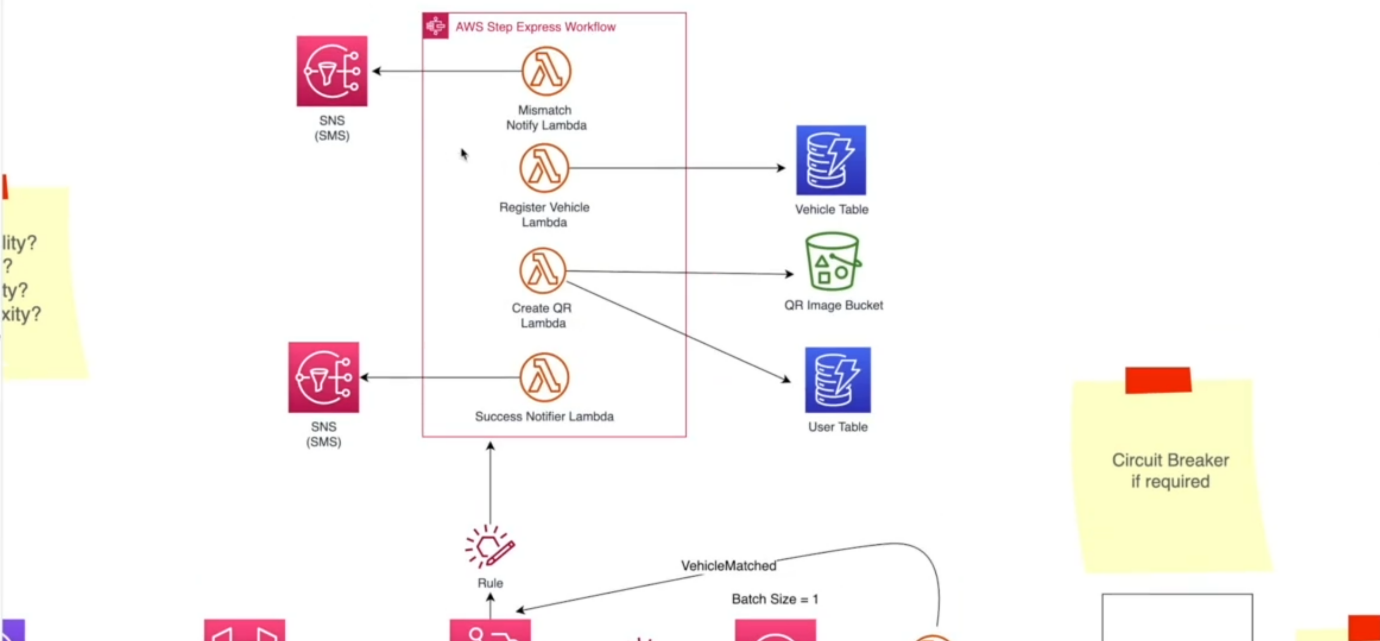 AWS Step Express Workflow
Mismatch
Notify Lambda
SNS
(SMS)
Register Vehicle
Lambda
Vehicle Table
lity?
?
ty?
xity?
Create QR
Lambda
QR Image Bucket
Success Notifier Lambda
SNS
(SMS)
User Table
Circuit Breaker
if required
Rule
VehicleMatched
Batch Size = 1